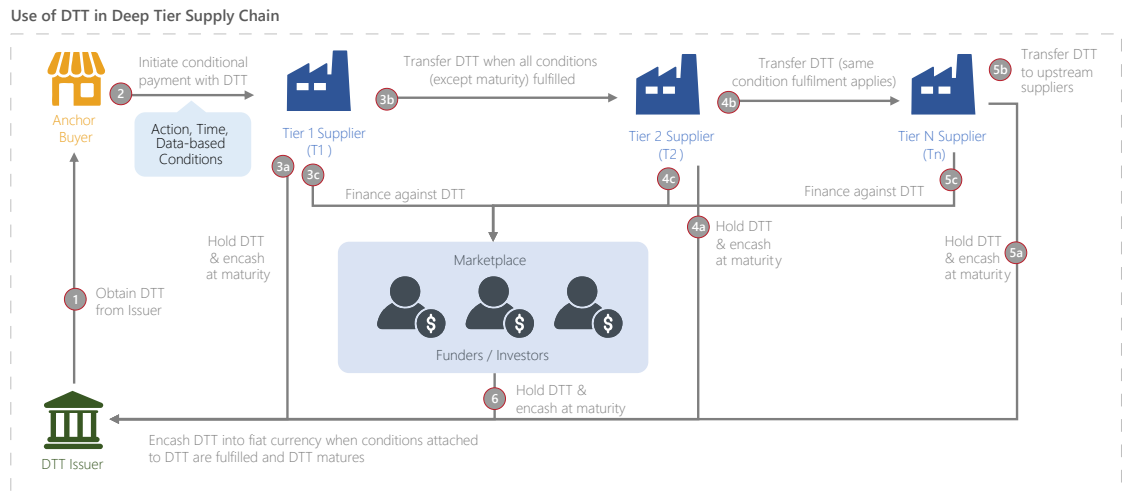 Use of DTT in Deep Tier Supply Chain
Initiate conditional
payment with DTT
2
Anchor
Buyer
Action, Time,
Data-based
Conditions
Tier 1 Supplier
(T1 )
Transfer DTT when all conditions
(except maturity) fulfilled
3b
Tier 2 Supplier
(T2 )
Transfer DTT (same
condition fulfilment applies)
4b
Tier N Supplier
(Tn)
5b
Transfer DTT
to upstream
suppliers
3a
3c
4c
5c
Finance against DTT
Finance against DTT
Hold DTT
& encash
at maturity
4a
Hold DTT
& encash
at maturity
Hold DTT
& encash
at maturity
5a
Marketplace
$
$
$
Funders / Investors
1
Obtain DTT
from Issuer
6
Hold DTT &
encash at maturity
DTT Issuer
Encash DTT into fiat currency when conditions attached
to DTT are fulfilled and DTT matures